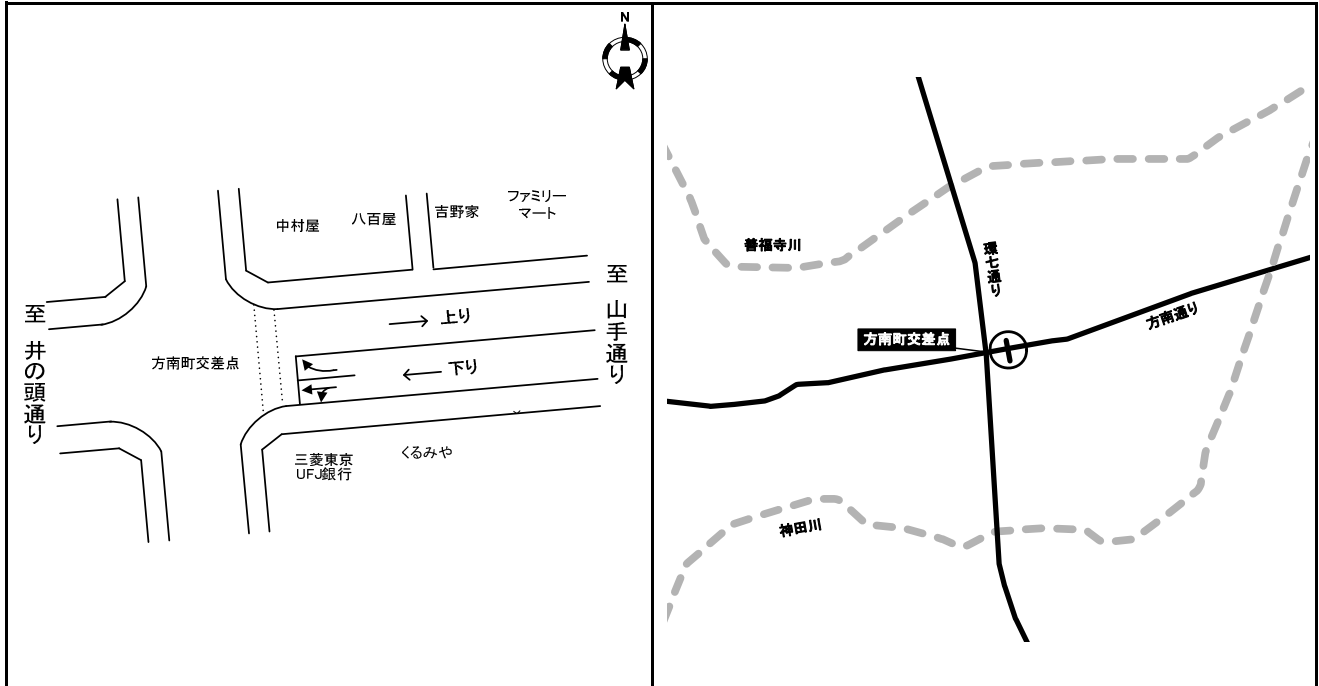 N
中村屋
八百屋
吉野家
ファミリー
マート
至 山手通り
至 井の頭通り
上り
方南町交差点
下り
三菱東京
UFJ銀行
くるみや
善福寺川
環七通り
方南通り
方南町交差点
神田川